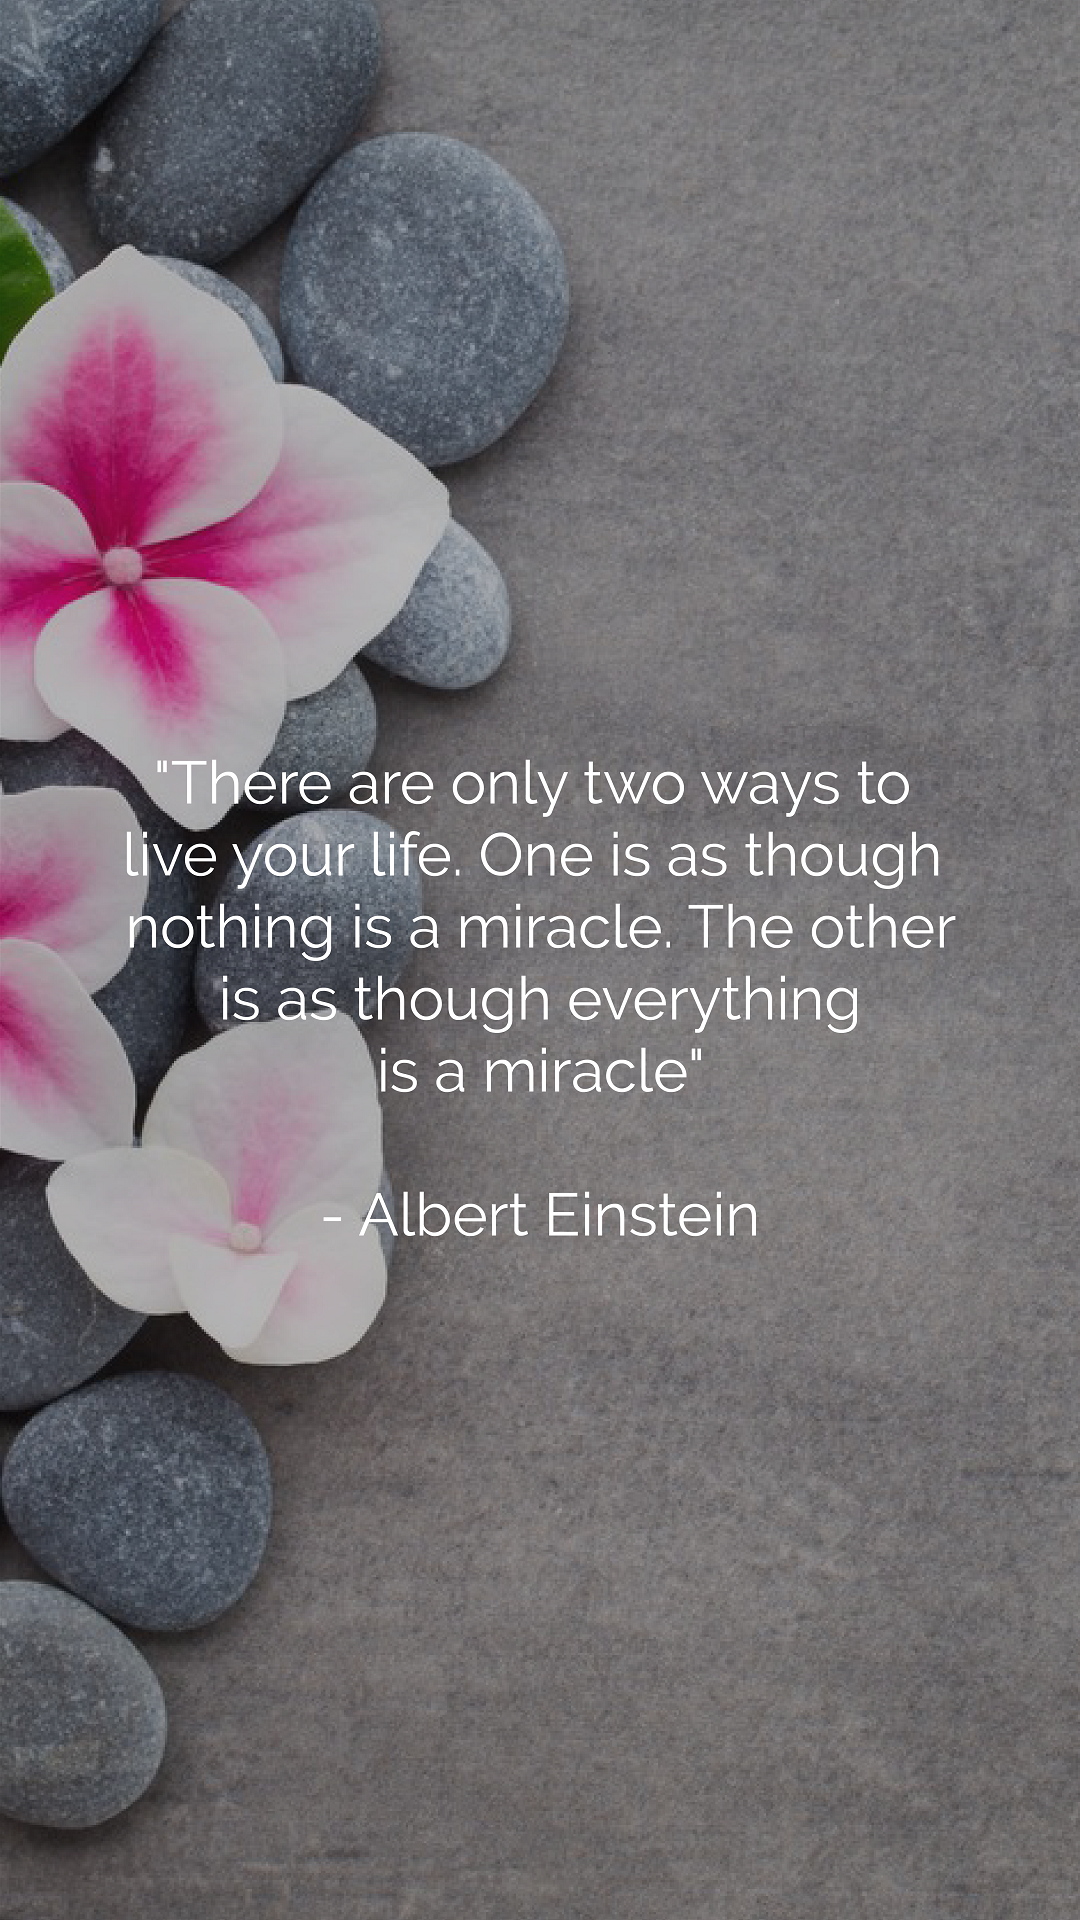 "There are only two ways to
live your life. One is as though
nothing is a miracle. The other
is as though everything
is a miracle"
- Albert Einstein